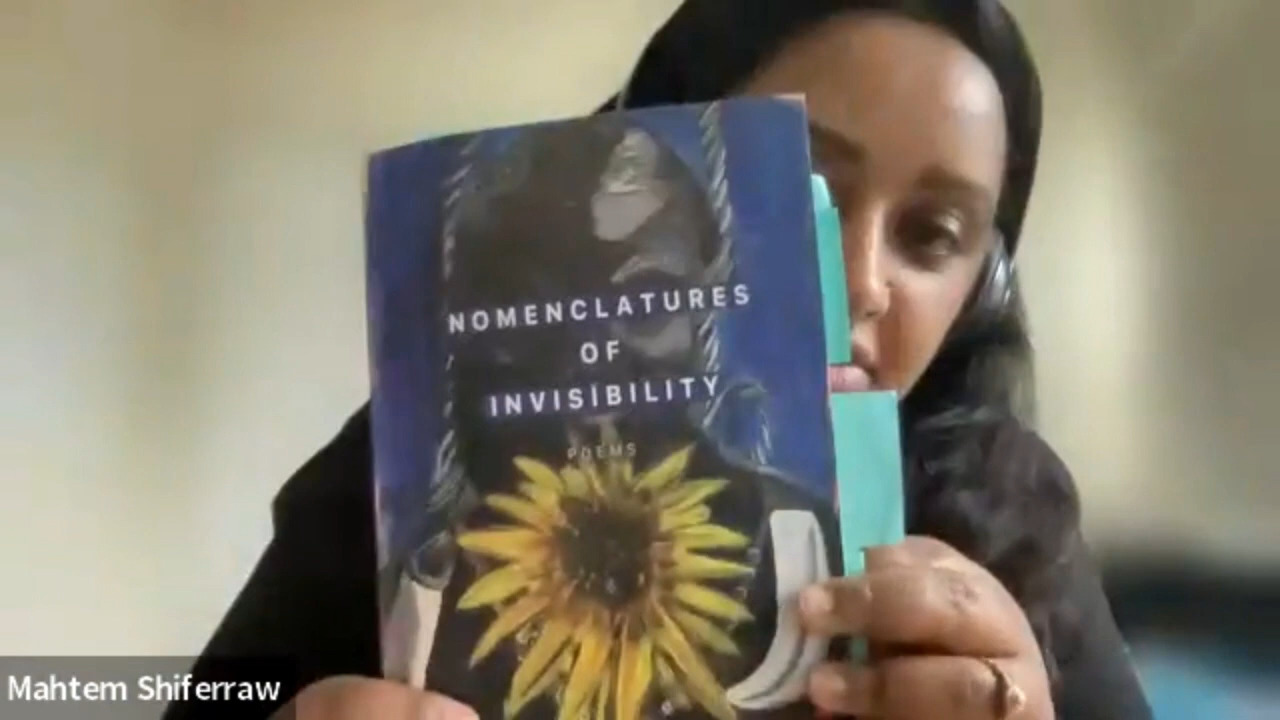 NOMENCLATURES
OF
INVISIBILITY
POEMS
Mahtem Shiferraw